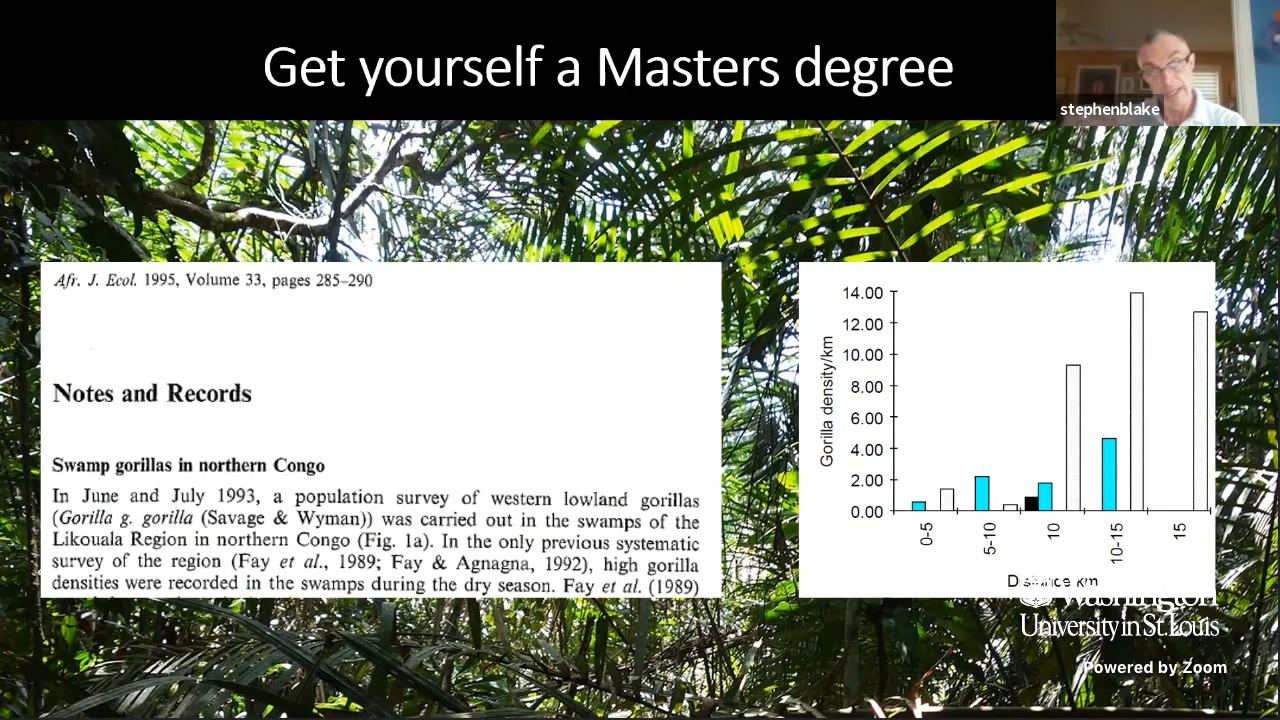 Get yourself a Masters degree
stephenblake
Afr. J. Ecol. 1995, Volume 33, pages 285–290
Notes and Records
Swamp gorillas in northern Congo
In June and July 1993, a population survey of western lowland gorillas
(Gorilla g. gorilla (Savage & Wyman)) was carried out in the swamps of the
Likouala Region in northern Congo (Fig. 1a). In the only previous systematic
survey of the region (Fay et al., 1989; Fay & Agnagna, 1992), high gorilla
densities were recorded in the swamps during the dry season. Fay et al. (1989)
Gorilla density/km
14.00
12.00
10.00
8.00
6.00
4.00
2.00
0.00
0-5
5-10
10
10-15
15
Distance km
Washington
University in St. Louis
Powered by Zoom